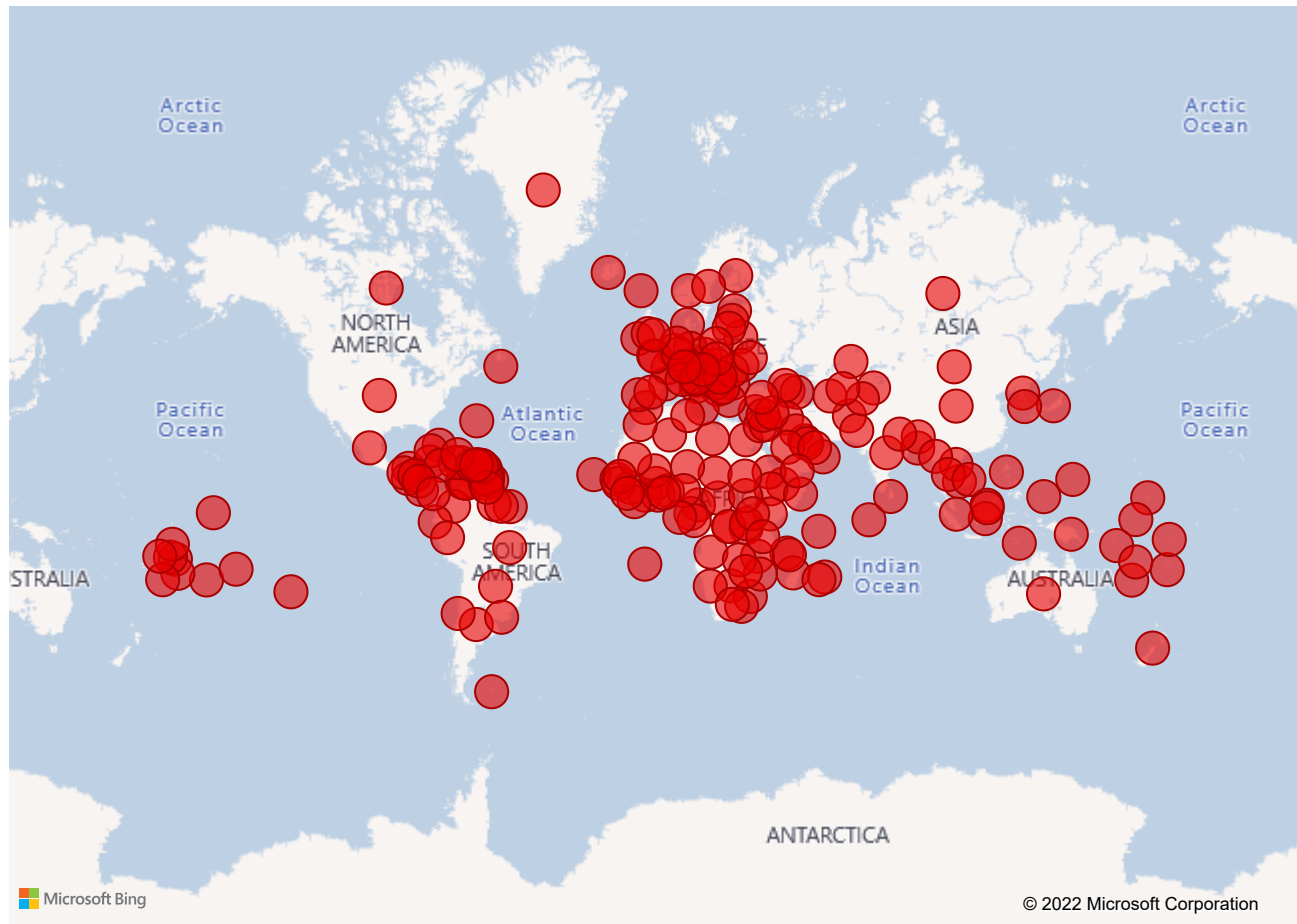 Arctic
Ocean
Arctic
Ocean
NORTH
AMERICA
ASIA
Pacific
Ocean
Atlantic
Ocean
Pacific
Ocean
SOUTH
AMERICA
Indian
Ocean
STRALIA
AUSTRALIA
ANTARCTICA
Microsoft Bing
© 2022 Microsoft Corporation